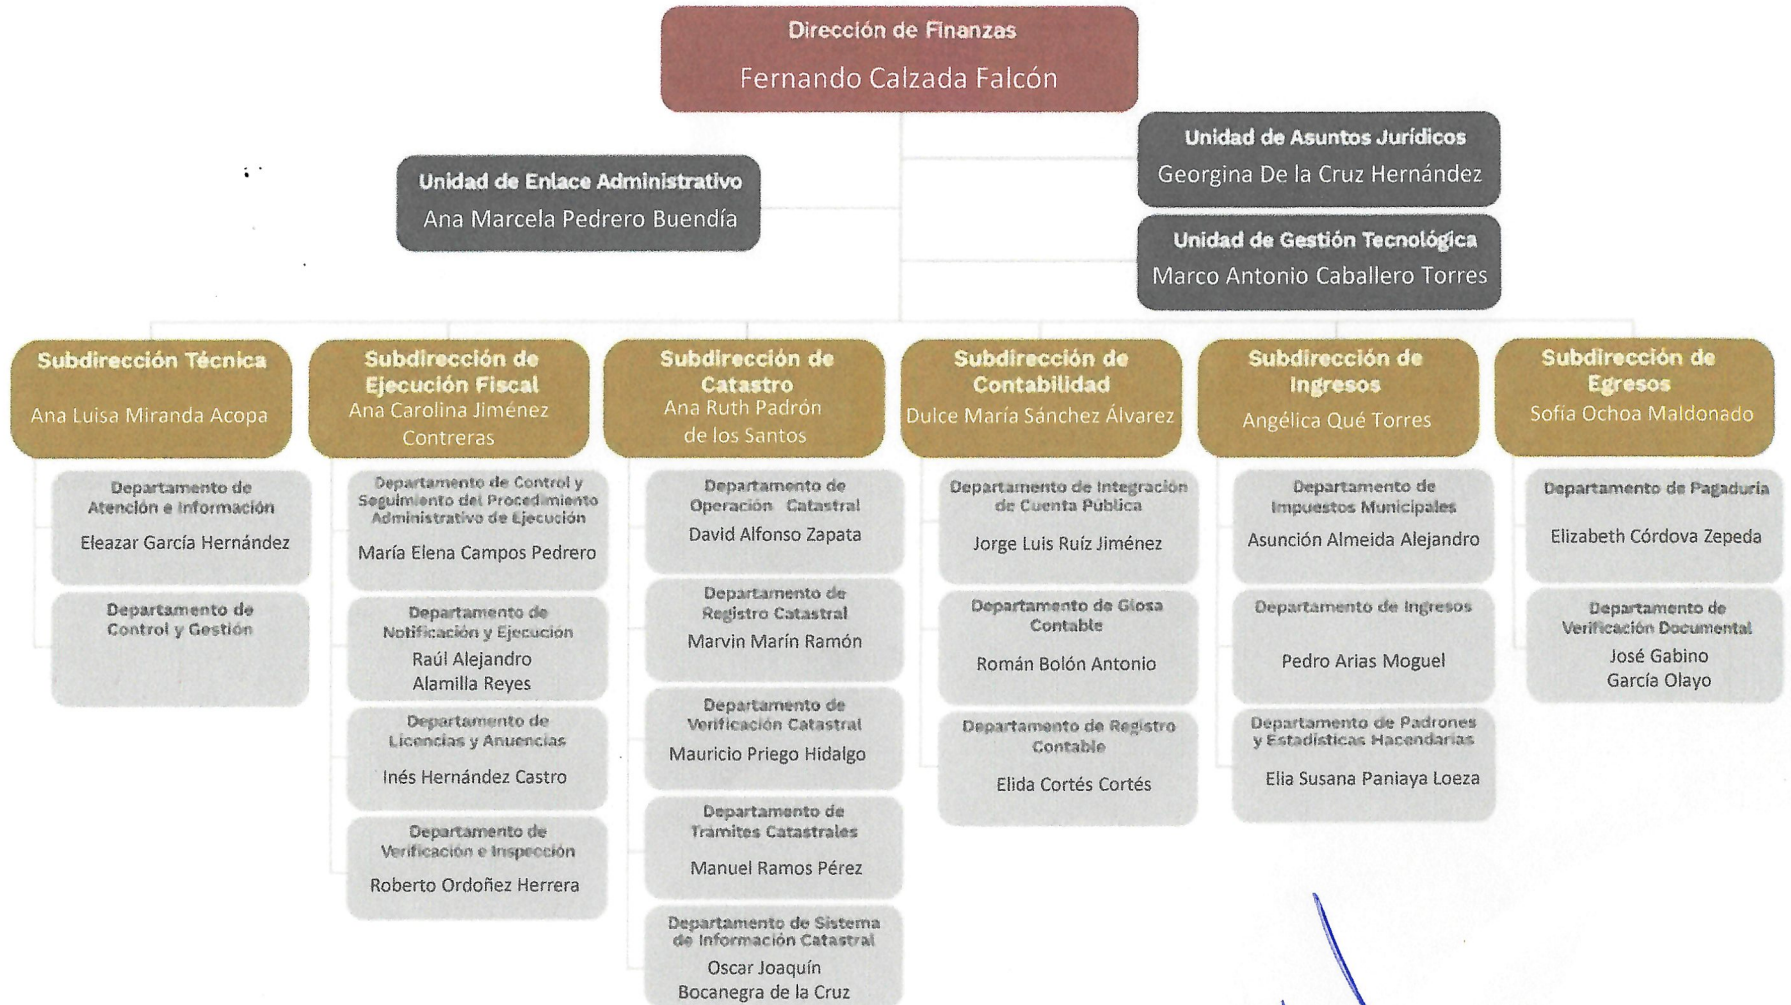 Dirección de Finanzas
Fernando Calzada Falcón
Unidad de Asuntos Jurídicos
Georgina De la Cruz Hernández
Unidad de Enlace Administrativo
Ana Marcela Pedrero Buendía
Unidad de Gestión Tecnológica
Marco Antonio Caballero Torres
Subdirección Técnica
Ana Luisa Miranda Acopa
Departamento de
Atención e Información
Eleazar García Hernández
Departamento de
Control y Gestión
Subdirección de
Ejecución Fiscal
Ana Carolina Jiménez
Contreras
Departamento de Control y
Seguimiento del Procedimiento
Administrativo de Ejecución
María Elena Campos Pedrero
Departamento de
Notificación y Ejecución
Raúl Alejandro
Alamilla Reyes
Departamento de
Licencias y Anuencias
Inés Hernández Castro
Departamento de
Verificación e Inspección
Roberto Ordoñez Herrera
Subdirección de
Catastro
Ana Ruth Padrón
de los Santos
Departamento de
Operación Catastral
David Alfonso Zapata
Departamento de
Registro Catastral
Marvin Marín Ramón
Departamento de
Verificación Catastral
Mauricio Priego Hidalgo
Departamento de
Trámites Catastrales
Manuel Ramos Pérez
Departamento de Sistema
de Información Catastral
Oscar Joaquín
Bocanegra de la Cruz
Subdirección de
Contabilidad
Dulce María Sánchez Álvarez
Departamento de Integración
de Cuenta Pública
Jorge Luis Ruíz Jiménez
Departamento de Glosa
Contable
Román Bolón Antonio
Departamento de Registro
Contable
Elida Cortés Cortés
Subdirección de
Ingresos
Angélica Qué Torres
Departamento de
Impuestos Municipales
Asunción Almeida Alejandro
Departamento de Ingresos
Pedro Arias Moguel
Departamento de Padrones
y Estadísticas Hacendarias
Elia Susana Paniaya Loeza
Subdirección de
Egresos
Sofía Ochoa Maldonado
Departamento de Pagaduría
Elizabeth Córdova Zepeda
Departamento de
Verificación Documental
José Gabino
García Olayo